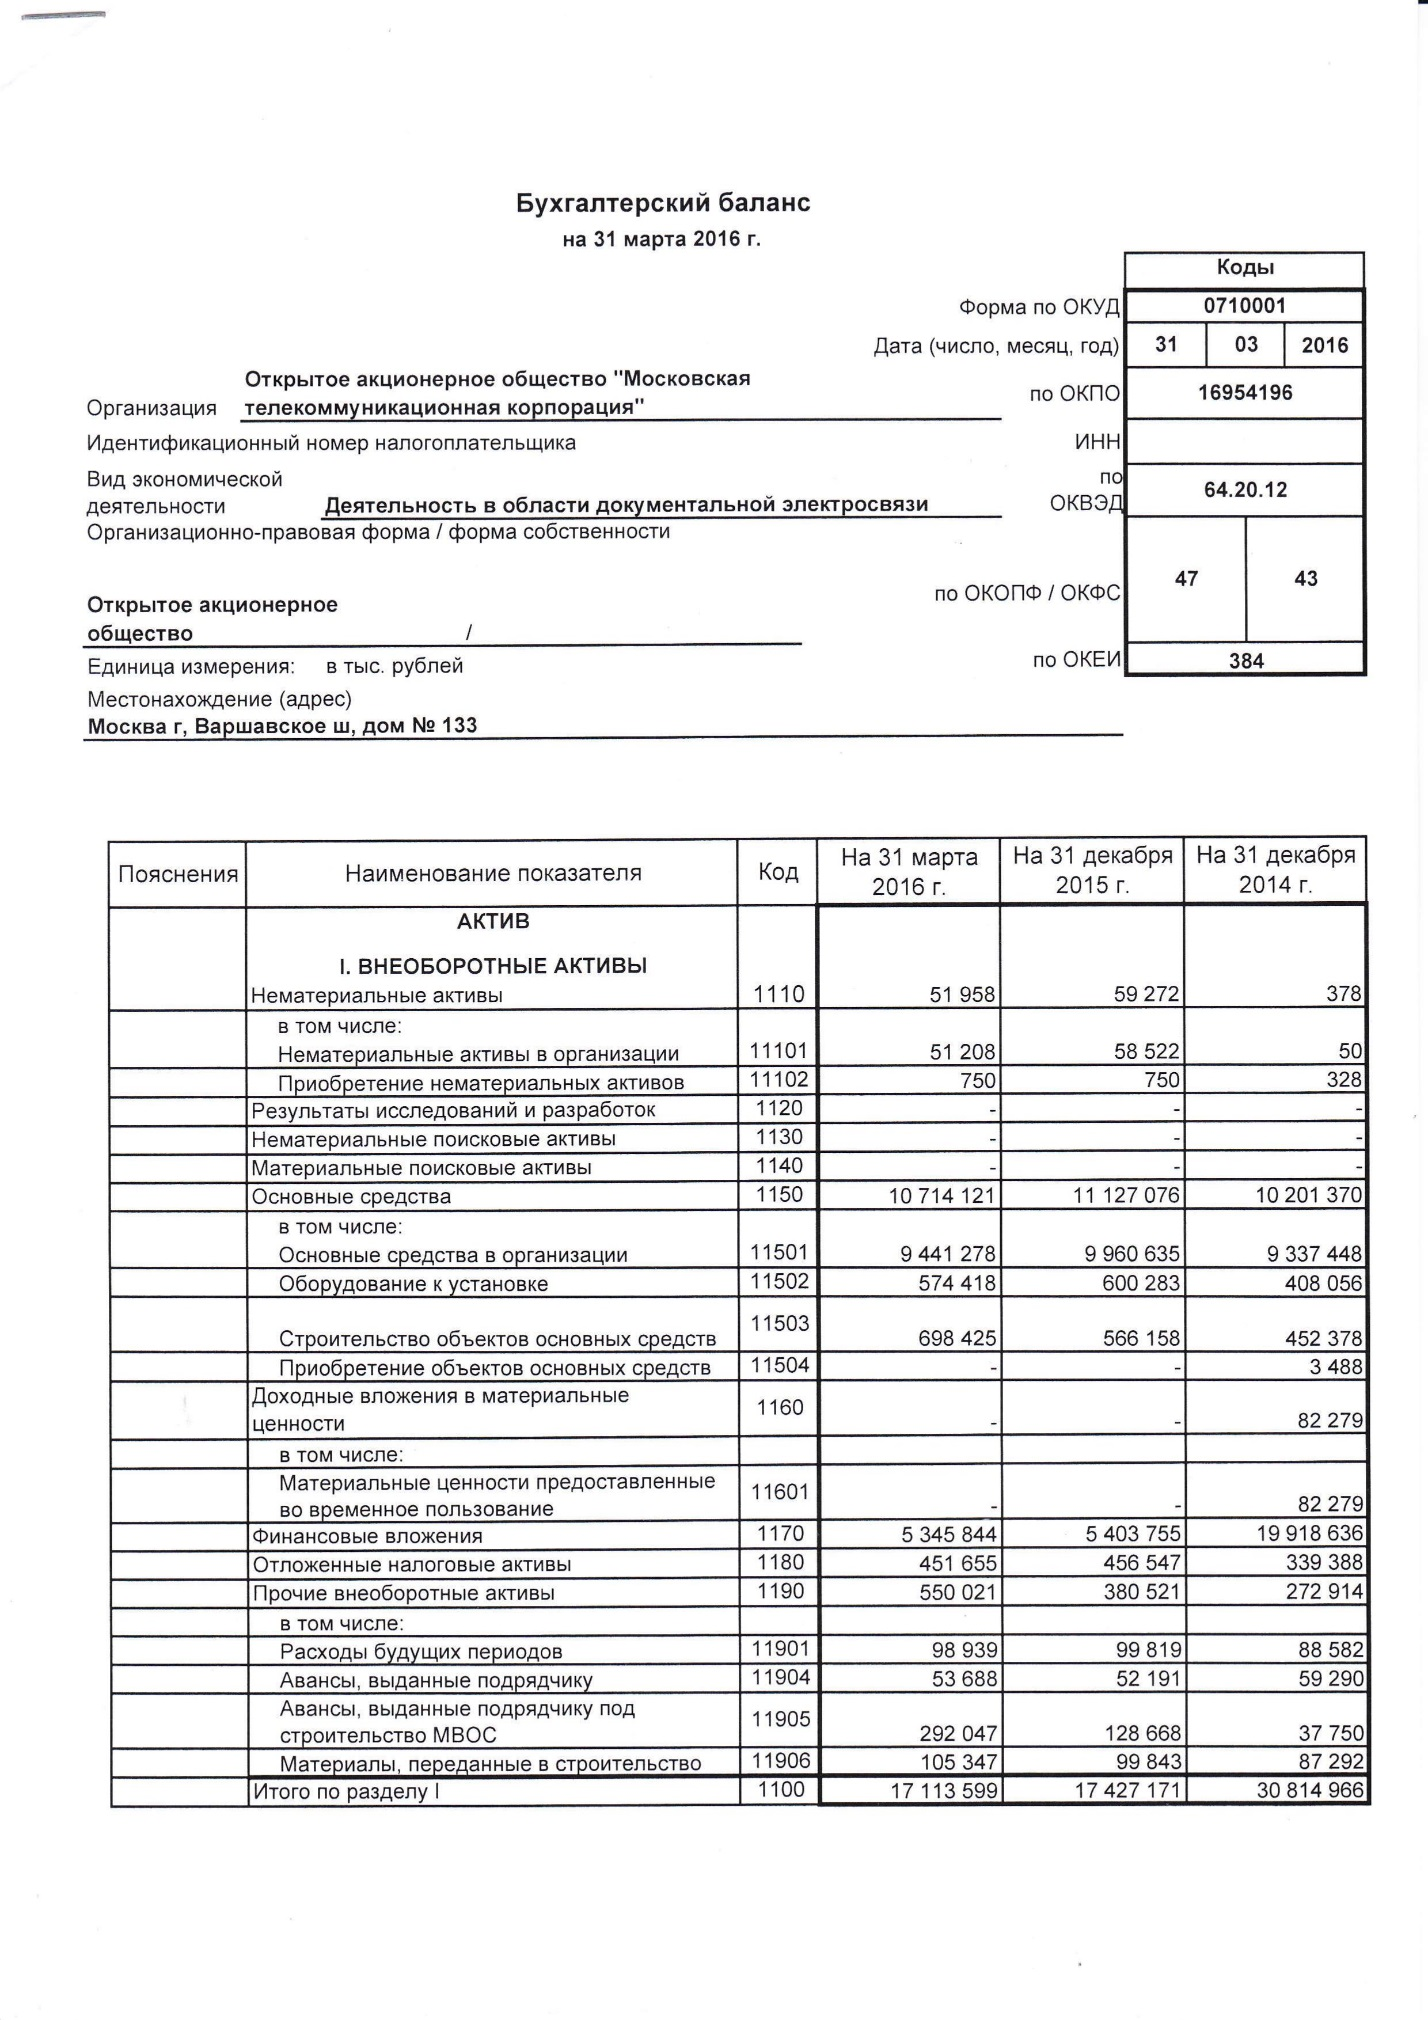 Бухгалтерский баланс
на 31 марта 2016 г.
Коды
Форма по ОКУД 0710001
Дата (число, месяц, год) 31 03 2016
Открытое акционерное общество "Московская
Организация телекоммуникационная корпорация" по ОКПО 16954196
Идентификационный номер налогоплательщика ИНН
Вид экономической по
деятельности Деятельность в области документальной электросвязи ОКВЭД 64.20.12
Организационно-правовая форма / форма собственности
47 43
по ОКОПФ / ОКФС
Открытое акционерное
общество /
Единица измерения: в тыс. рублей по ОКЕИ 384
Местонахождение (адрес)
Москва г, Варшавское ш, дом № 133
Пояснения Наименование показателя Код На 31 марта 2016 г. На 31 декабря 2015 г. На 31 декабря 2014 г.
АКТИВ
I. ВНЕОБОРОТНЫЕ АКТИВЫ
Нематериальные активы 1110 51 958 59 272 378
в том числе:
Нематериальные активы в организации 11101 51 208 58 522 50
Приобретение нематериальных активов 11102 750 750 328
Результаты исследований и разработок 1120 - - -
Нематериальные поисковые активы 1130 - - -
Материальные поисковые активы 1140 - - -
Основные средства 1150 10 714 121 11 127 076 10 201 370
в том числе:
Основные средства в организации 11501 9 441 278 9 960 635 9 337 448
Оборудование к установке 11502 574 418 600 283 408 056
Строительство объектов основных средств 11503 698 425 566 158 452 378
Приобретение объектов основных средств 11504 - - 3 488
Доходные вложения в материальные
ценности 1160 - - 82 279
в том числе:
Материальные ценности предоставленные
во временное пользование 11601 - - 82 279
Финансовые вложения 1170 5 345 844 5 403 755 19 918 636
Отложенные налоговые активы 1180 451 655 456 547 339 388
Прочие внеоборотные активы 1190 550 021 380 521 272 914
в том числе:
Расходы будущих периодов 11901 98 939 99 819 88 582
Авансы, выданные подрядчику 11904 53 688 52 191 59 290
Авансы, выданные подрядчику под
строительство МВОС 11905 292 047 128 668 37 750
Материалы, переданные в строительство 11906 105 347 99 843 87 292
Итого по разделу I 1100 17 113 599 17 427 171 30 814 966